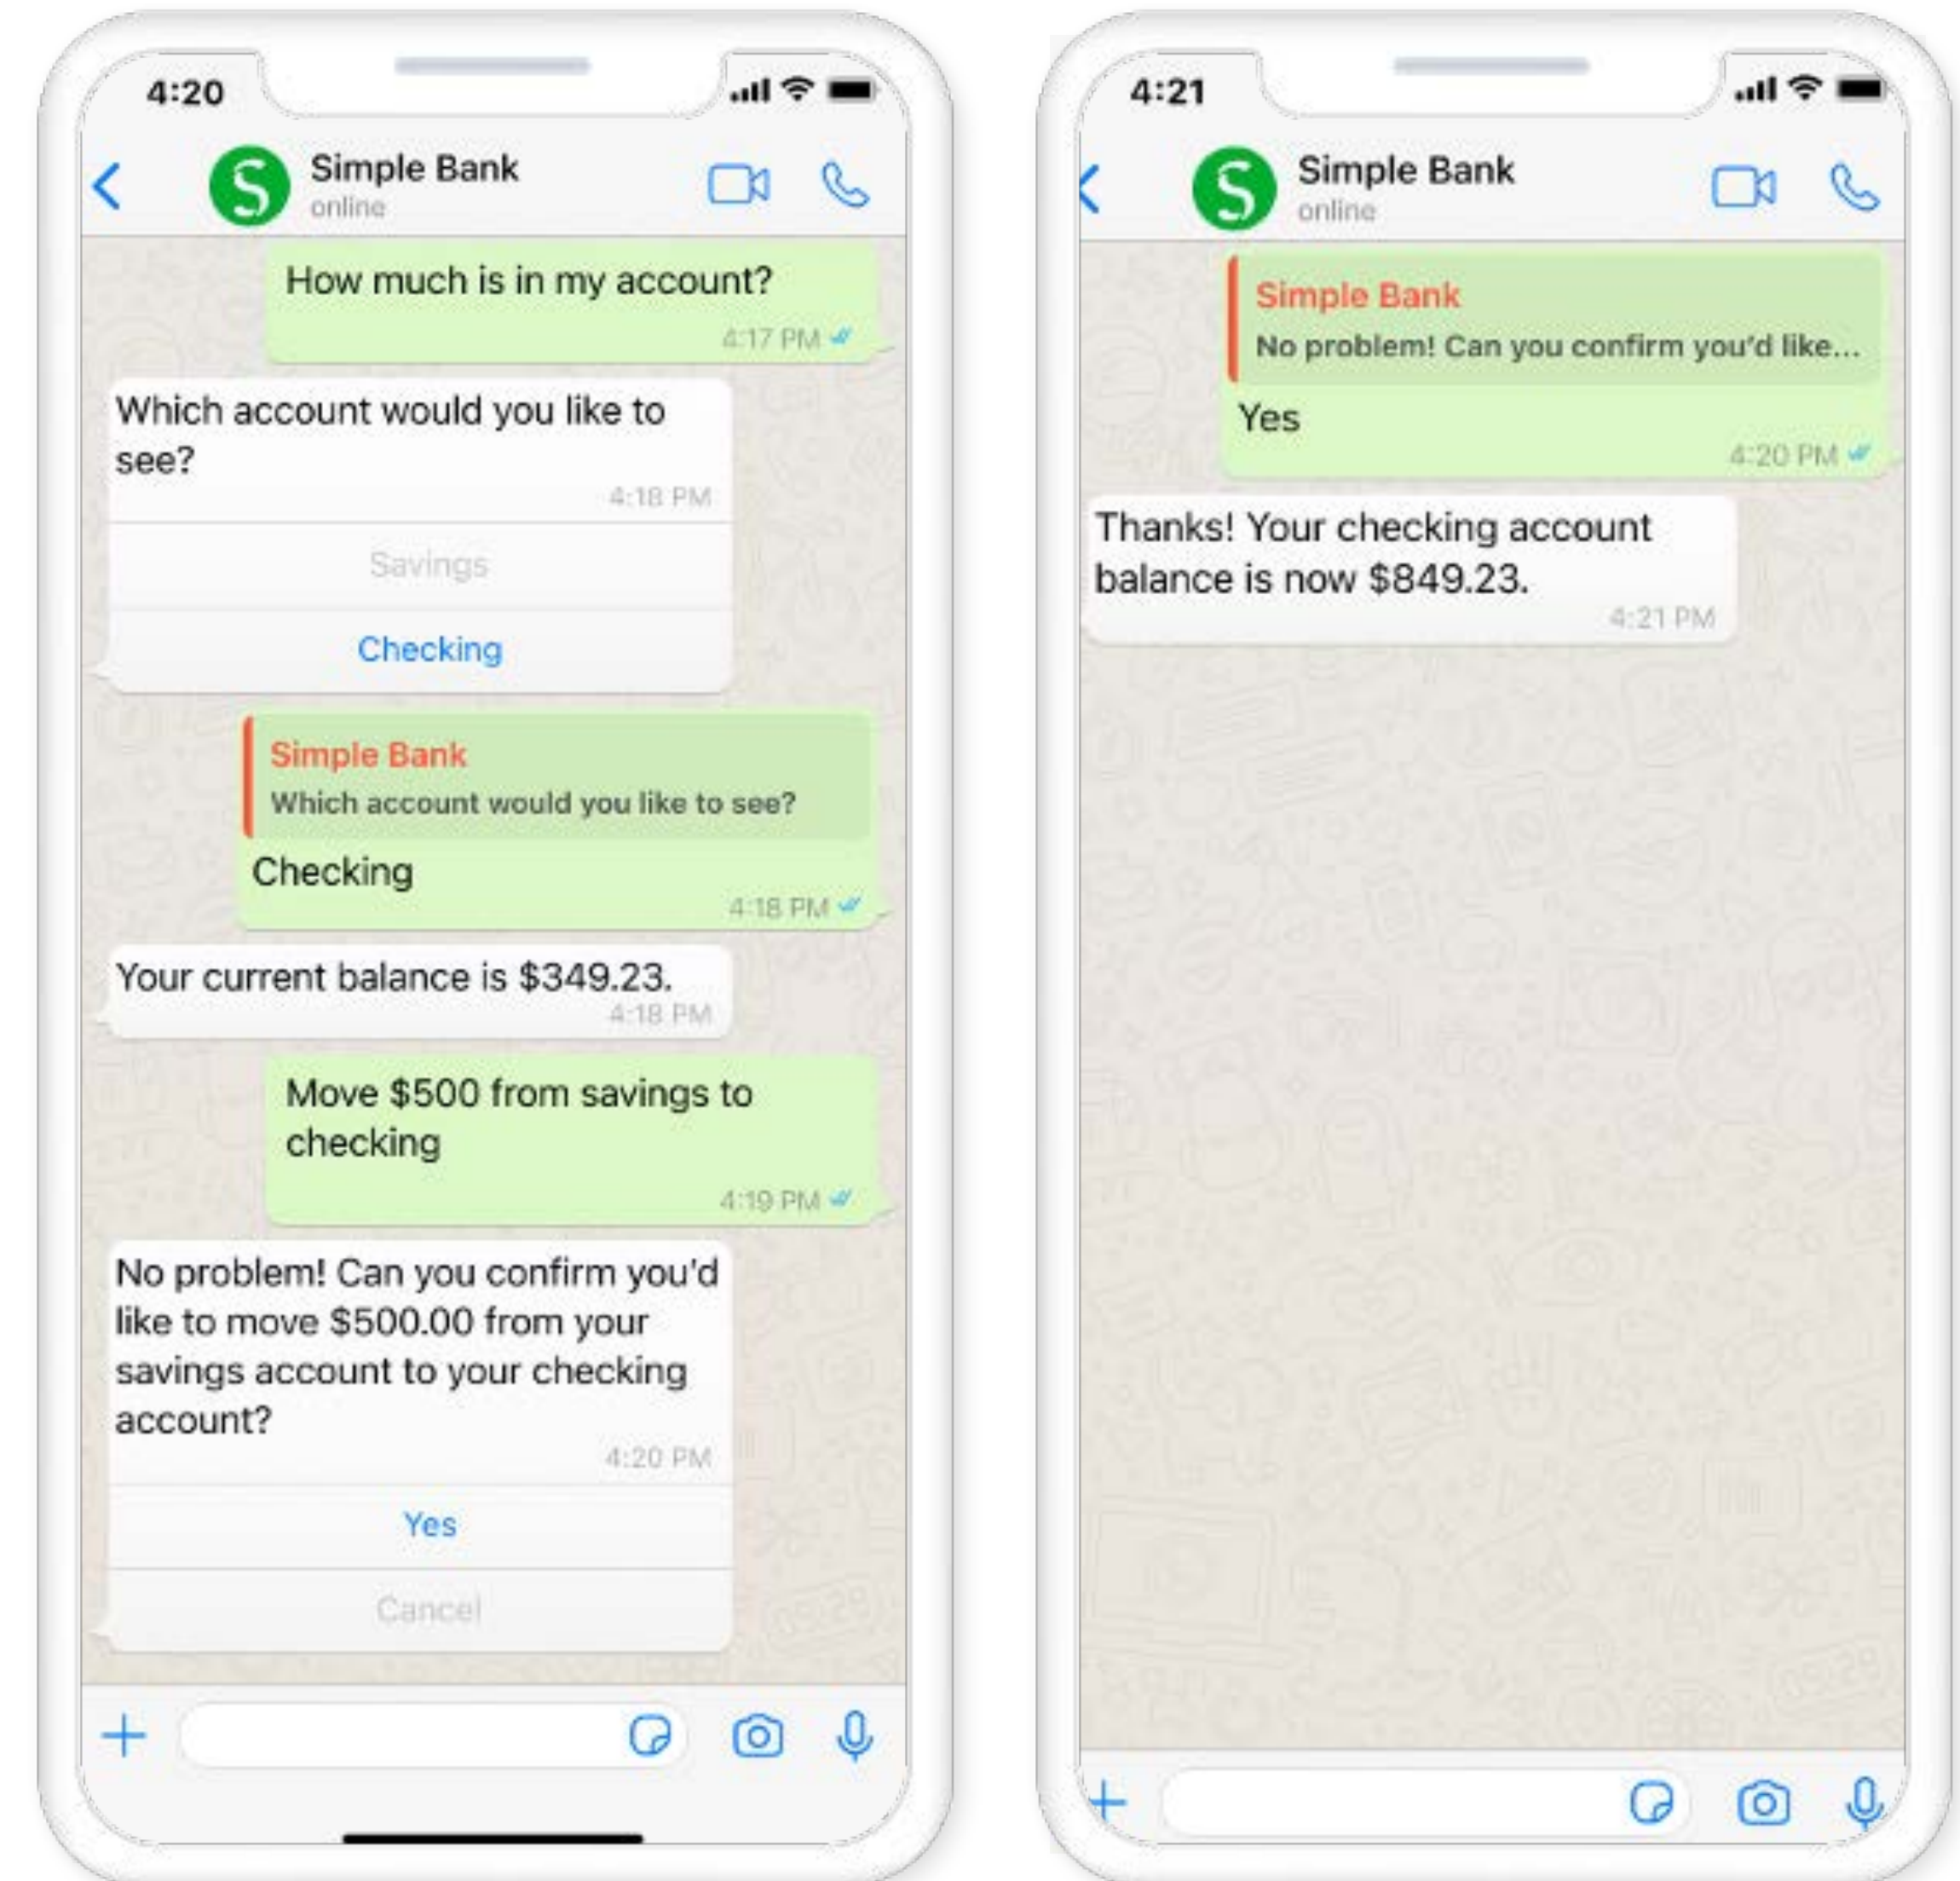 4:20
Simple Bank
online
How much is in my account?
4:17 PM
Which account would you like to
see?
4:18 PM
Savings
Checking
Simple Bank
Which account would you like to see?
Checking
4:18 PM
Your current balance is $349.23.
4:18 PM
Move $500 from savings to
checking
4:19 PM
No problem! Can you confirm you'd
like to move $500.00 from your
savings account to your checking
account?
4:20 PM
Yes
Cancel
4:21
Simple Bank
online
Simple Bank
No problem! Can you confirm you'd like...
Yes
4:20 PM
Thanks! Your checking account
balance is now $849.23.
4:21 PM